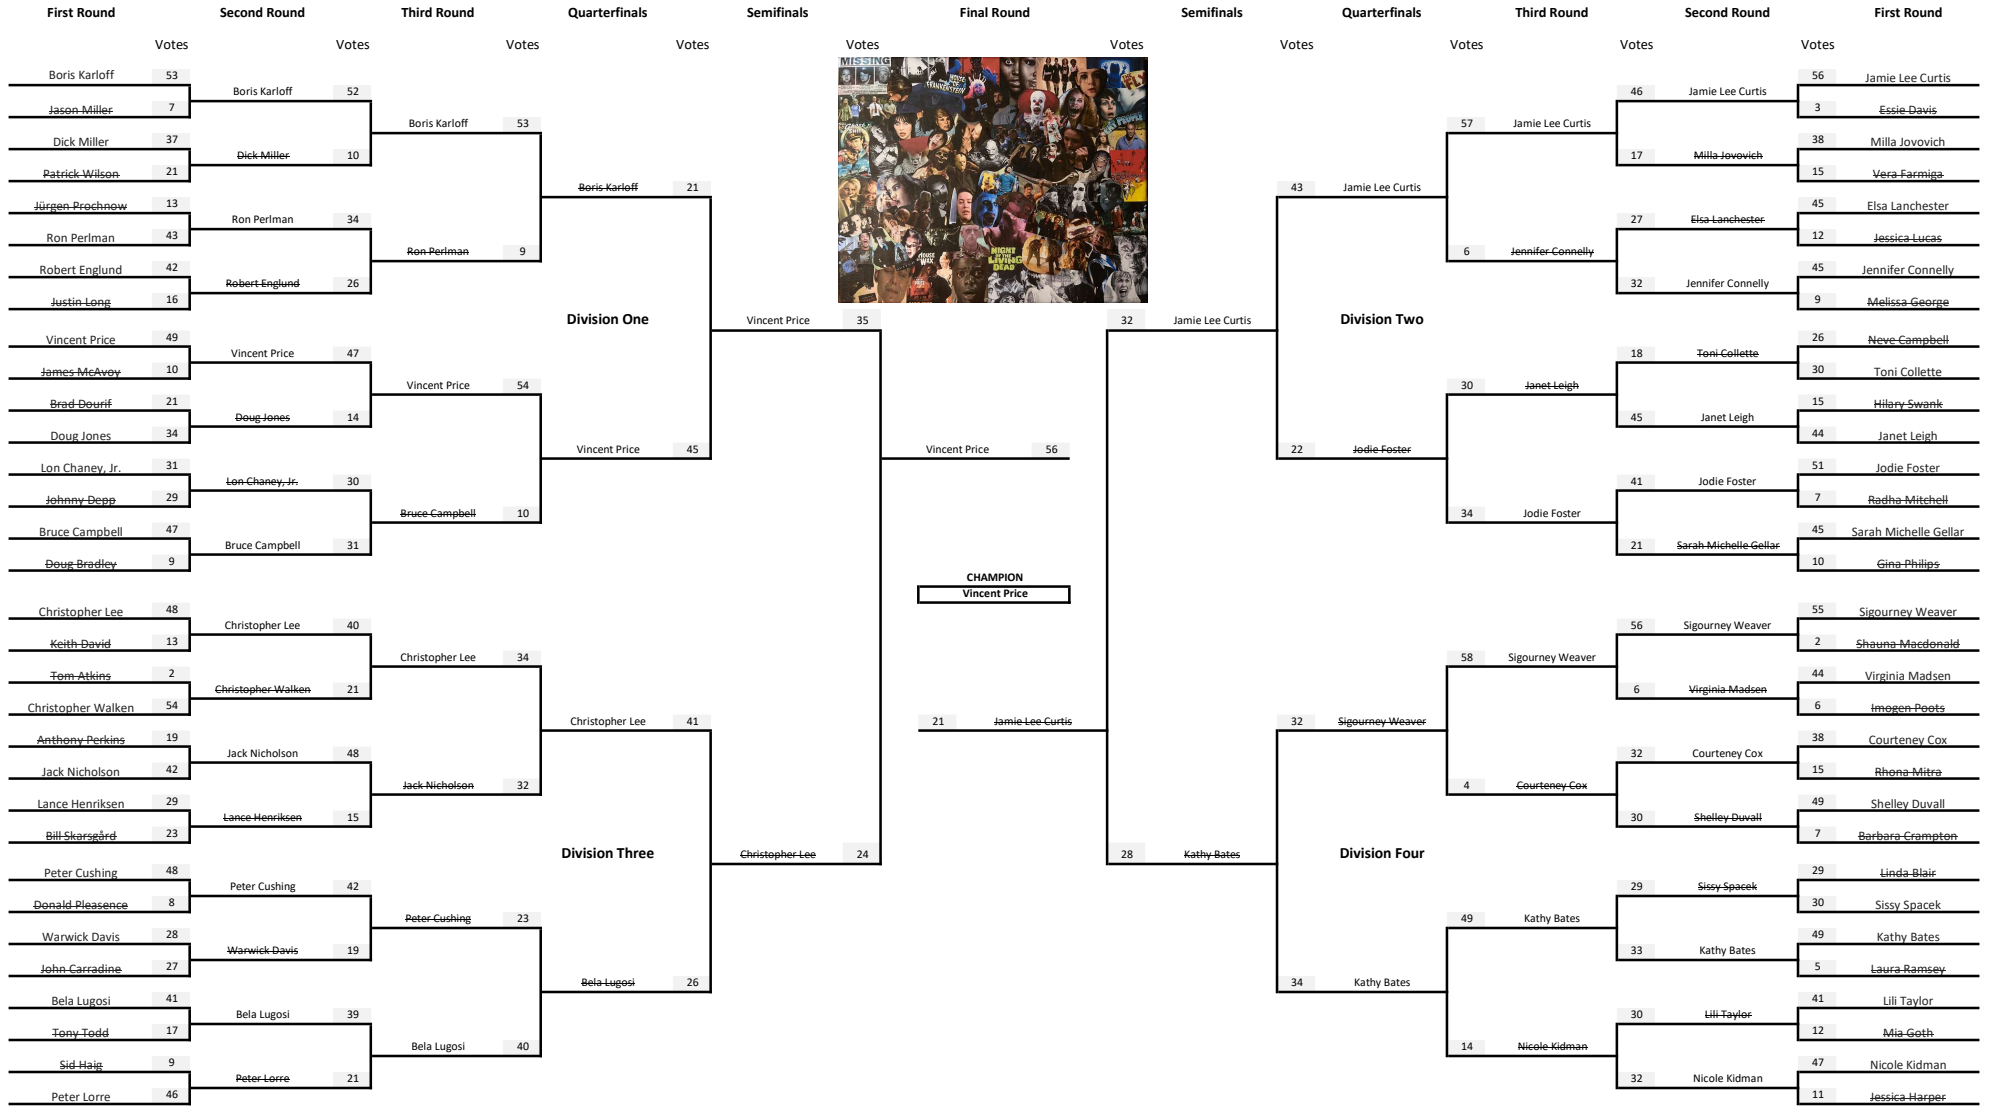 First Round Second Round Third Round Quarterfinals Semifinals Final Round Semifinals Quarterfinals Third Round Second Round First Round
Votes Votes Votes Votes Votes Votes Votes Votes Votes Votes
MISSING
HOUSE OF FRANKENSTEIN
Boris Karloff 53 56 Jamie Lee Curtis
Boris Karloff 52 46 Jamie Lee Curtis
Jason Miller 7 3 Essie Davis
Boris Karloff 53 57 Jamie Lee Curtis
Dick Miller 37 38 Milla Jovovich
Dick Miller 10 17 Milla Jovovich
Patrick Wilson 21 15 Vera Farmiga
Boris Karloff 21 43 Jamie Lee Curtis
Jürgen Prochnow 13 45 Elsa Lanchester
Ron Perlman 34 27 Elsa Lanchester
Ron Perlman 43 12 Jessica Lucas
Ron Perlman 9 6 Jennifer Connelly
HOUSE OF WAX
NIGHT OF THE LIVING DEAD
Robert Englund 42 45 Jennifer Connelly
Robert Englund 26 32 Jennifer Connelly
Justin Long 16 9 Melissa George
Division One Vincent Price 35 32 Jamie Lee Curtis Division Two
Vincent Price 49 26 Neve Campbell
Vincent Price 47 18 Toni Collette
James McAvoy 10 30 Toni Collette
Vincent Price 54 30 Janet Leigh
Brad Dourif 21 15 Hilary Swank
Doug Jones 14 45 Janet Leigh
Doug Jones 34 44 Janet Leigh
Vincent Price 45 Vincent Price 56 22 Jodie Foster
Lon Chaney, Jr. 31 51 Jodie Foster
Lon Chaney, Jr. 30 41 Jodie Foster
Johnny Depp 29 7 Radha Mitchell
Bruce Campbell 10 34 Jodie Foster
Bruce Campbell 47 45 Sarah Michelle Gellar
Bruce Campbell 31 21 Sarah Michelle Gellar
Doug Bradley 9 10 Gina Philips
CHAMPION
Vincent Price
Christopher Lee 48 55 Sigourney Weaver
Christopher Lee 40 56 Sigourney Weaver
Keith David 13 2 Shauna Macdonald
Christopher Lee 34 58 Sigourney Weaver
Tom Atkins 2 44 Virginia Madsen
Christopher Walken 21 6 Virginia Madsen
Christopher Walken 54 6 Imogen Poots
Christopher Lee 41 21 Jamie Lee Curtis 32 Sigourney Weaver
Anthony Perkins 19 38 Courteney Cox
Jack Nicholson 48 32 Courteney Cox
Jack Nicholson 42 15 Rhona Mitra
Jack Nicholson 32 4 Courteney Cox
Lance Henriksen 29 49 Shelley Duvall
Lance Henriksen 15 30 Shelley Duvall
Bill Skarsgård 23 7 Barbara Crampton
Division Three Christopher Lee 24 28 Kathy Bates Division Four
Peter Cushing 48 29 Linda Blair
Peter Cushing 42 29 Sissy Spacek
Donald Pleasence 8 30 Sissy Spacek
Peter Cushing 23 49 Kathy Bates
Warwick Davis 28 49 Kathy Bates
Warwick Davis 19 33 Kathy Bates
John Carradine 27 5 Laura Ramsey
Bela Lugosi 26 34 Kathy Bates
Bela Lugosi 41 41 Lili Taylor
Bela Lugosi 39 30 Lili Taylor
Tony Todd 17 12 Mia Goth
Bela Lugosi 40 14 Nicole Kidman
Sid Haig 9 47 Nicole Kidman
Peter Lorre 21 32 Nicole Kidman
Peter Lorre 46 11 Jessica Harper